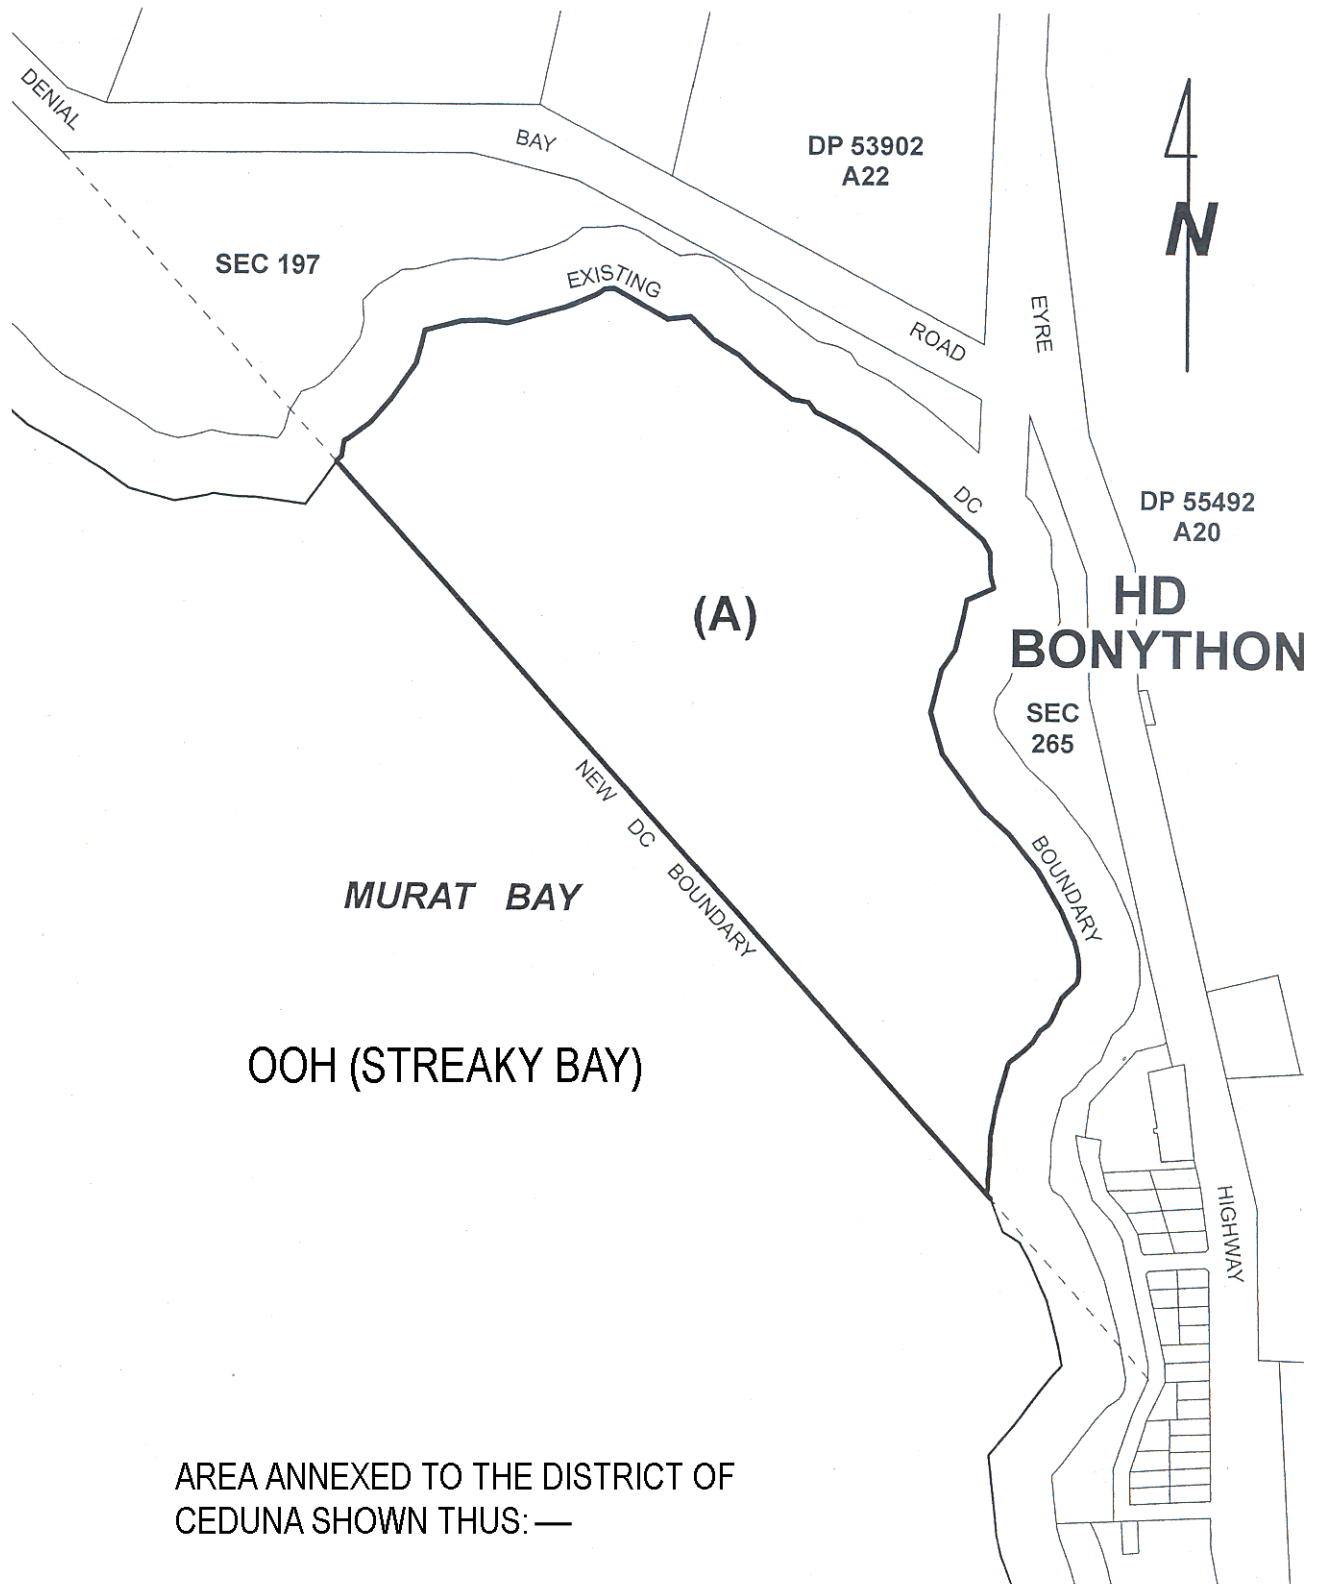 DENIAL
BAY
ROAD
DP 53902
A22
N
SEC 197
EXISTING
DC
BOUNDARY
EYRE
HIGHWAY
DP 55492
A20
HD
BONYTHON
(A)
SEC
265
NEW DC BOUNDARY
MURAT BAY
OOH (STREAKY BAY)
AREA ANNEXED TO THE DISTRICT OF
CEDUNA SHOWN THUS: —